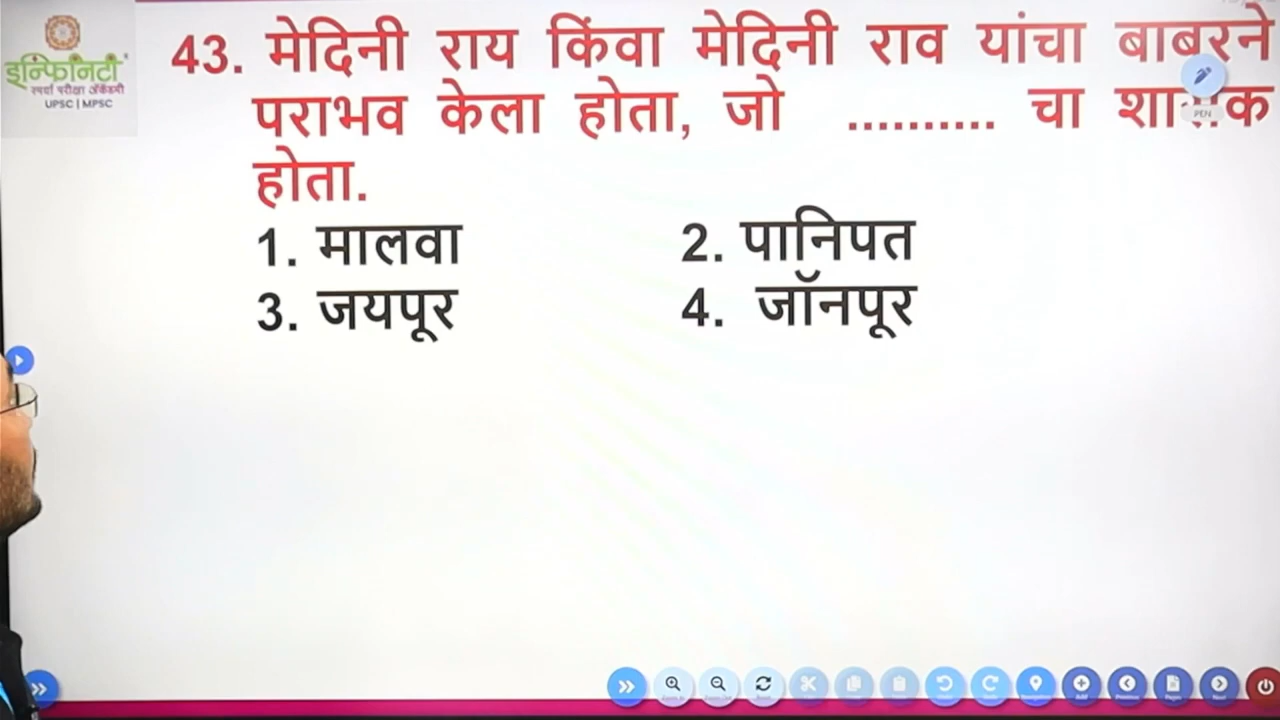 इन्फिनिटी
स्पर्धा परीक्षा अ‍ॅकॅडमी
UPSC | MPSC
43. मेदिनी राय किंवा मेदिनी राव यांचा बाबरने
पराभव केला होता, जो .......... चा शासक
होता.
PEN
1. मालवा 2. पानिपत
3. जयपूर 4. जॉनपूर